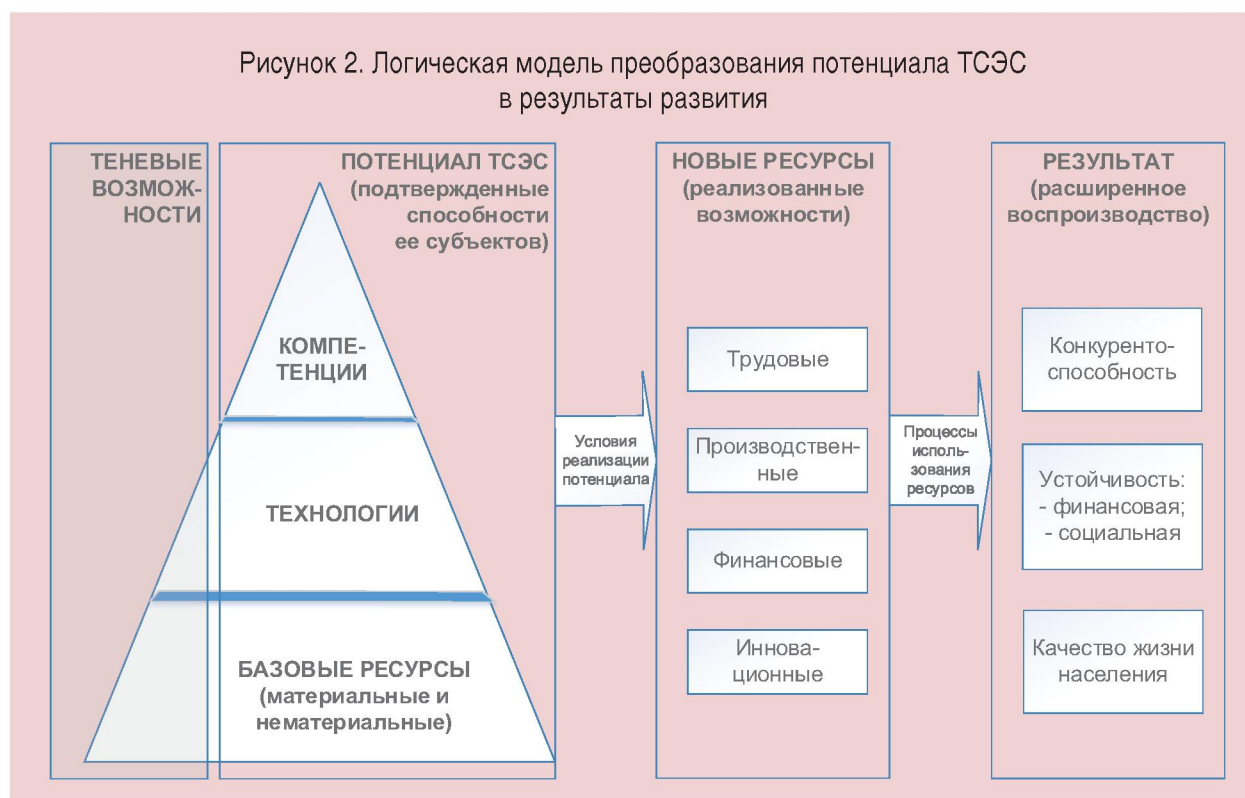 Рисунок 2. Логическая модель преобразования потенциала ТСЭС
в результаты развития
ТЕНЕВЫЕ
ВОЗМОЖ-
НОСТИ
ПОТЕНЦИАЛ ТСЭС
(подтвержденные
способности
ее субъектов)
КОМПЕ-
ТЕНЦИИ
ТЕХНОЛОГИИ
БАЗОВЫЕ РЕСУРСЫ
(материальные и
нематериальные)
Условия
реализации
потенциала
НОВЫЕ РЕСУРСЫ
(реализованные
возможности)
Трудовые
Производствен-
ные
Финансовые
Иннова-
ционные
Процессы
исполь-
зования
ресурсов
РЕЗУЛЬТАТ
(расширенное
воспроизводство)
Конкуренто-
способность
Устойчивость:
- финансовая;
- социальная
Качество жизни
населения